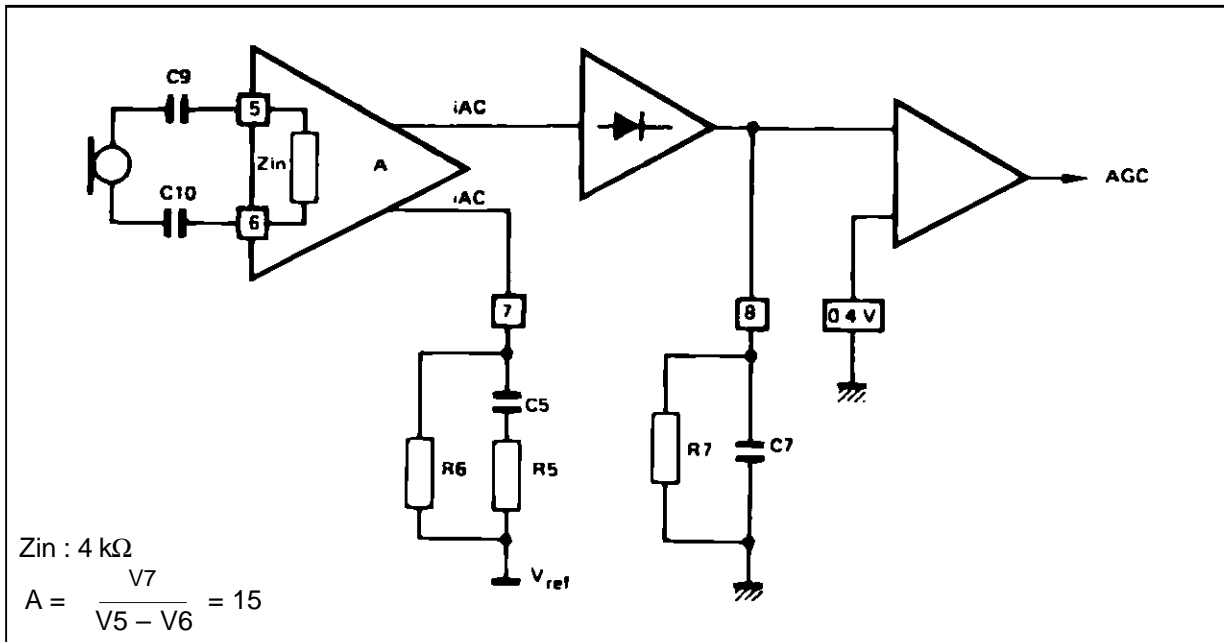 C9
5
iAC
Zin
A
AGC
C10
iAC
6
7
8
0 4 V
C5
R6
R5
R7
C7
Zin : 4 kΩ
Vref
V7
A = = 15
V5 – V6